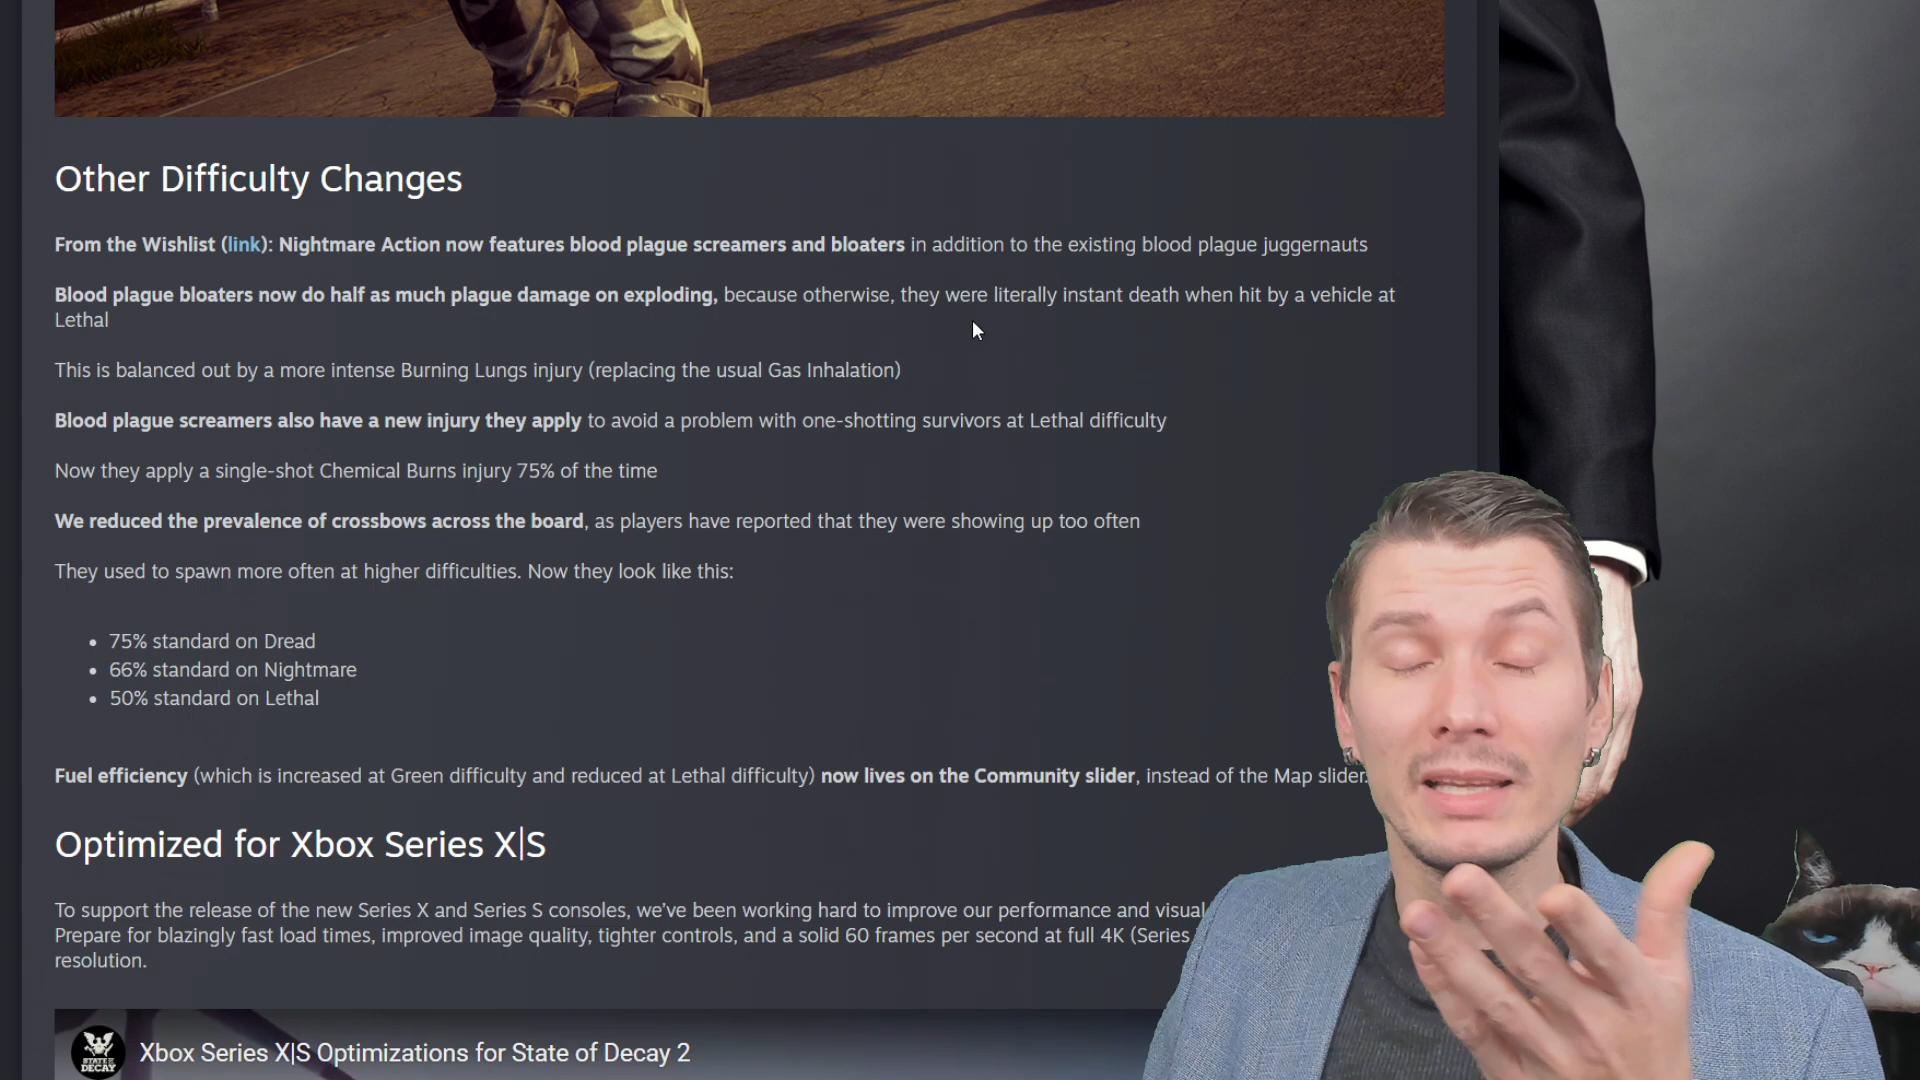 Other Difficulty Changes
From the Wishlist (link): Nightmare Action now features blood plague screamers and bloaters in addition to the existing blood plague juggernauts
Blood plague bloaters now do half as much plague damage on exploding, because otherwise, they were literally instant death when hit by a vehicle at
Lethal
This is balanced out by a more intense Burning Lungs injury (replacing the usual Gas Inhalation)
Blood plague screamers also have a new injury they apply to avoid a problem with one-shotting survivors at Lethal difficulty
Now they apply a single-shot Chemical Burns injury 75% of the time
We reduced the prevalence of crossbows across the board, as players have reported that they were showing up too often
They used to spawn more often at higher difficulties. Now they look like this:
• 75% standard on Dread
• 66% standard on Nightmare
• 50% standard on Lethal
Fuel efficiency (which is increased at Green difficulty and reduced at Lethal difficulty) now lives on the Community slider, instead of the Map slider.
Optimized for Xbox Series X|S
To support the release of the new Series X and Series S consoles, we've been working hard to improve our performance and visual
Prepare for blazingly fast load times, improved image quality, tighter controls, and a solid 60 frames per second at full 4K (Series
resolution.
STATE OF
DECAY
Xbox Series X|S Optimizations for State of Decay 2